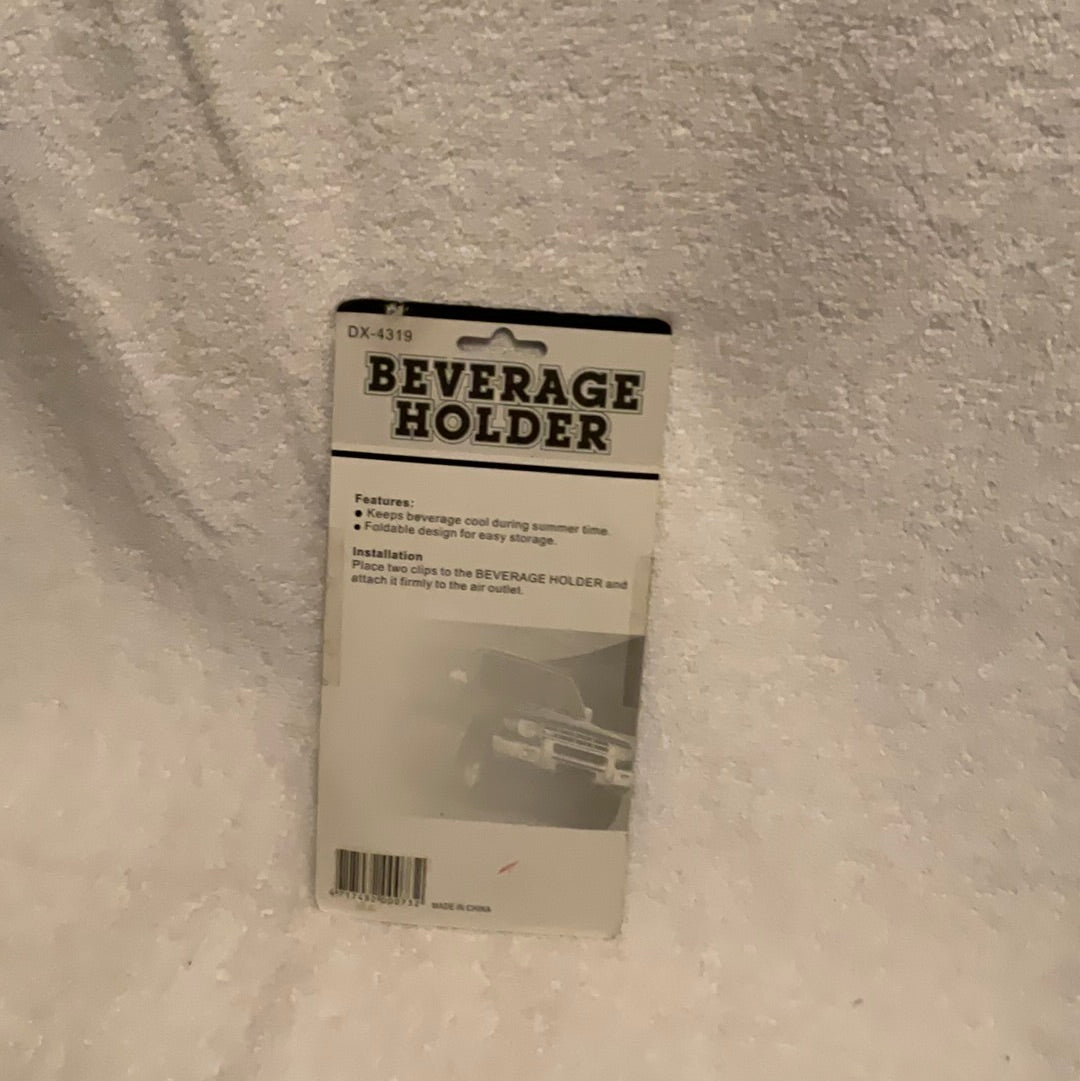 DX-4319
BEVERAGE
HOLDER
Features:
● Keeps beverage cool during summer time.
● Foldable design for easy storage.
Installation
Place two clips to the BEVERAGE HOLDER and
attach it firmly to the air outlet.
MADE IN CHINA